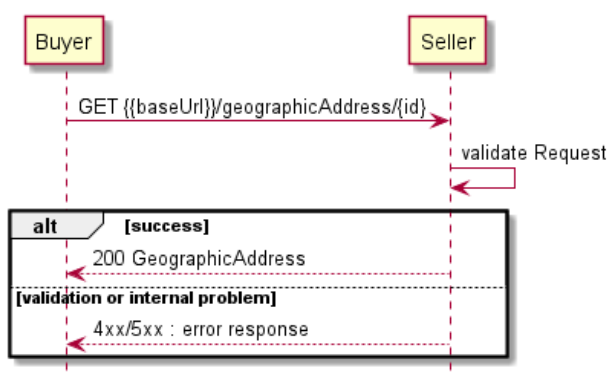 Buyer
Seller
GET {{baseUrl}}/geographicAddress/{id}
validate Request
alt [success]
200 GeographicAddress
[validation or internal problem]
4xx/5xx : error response